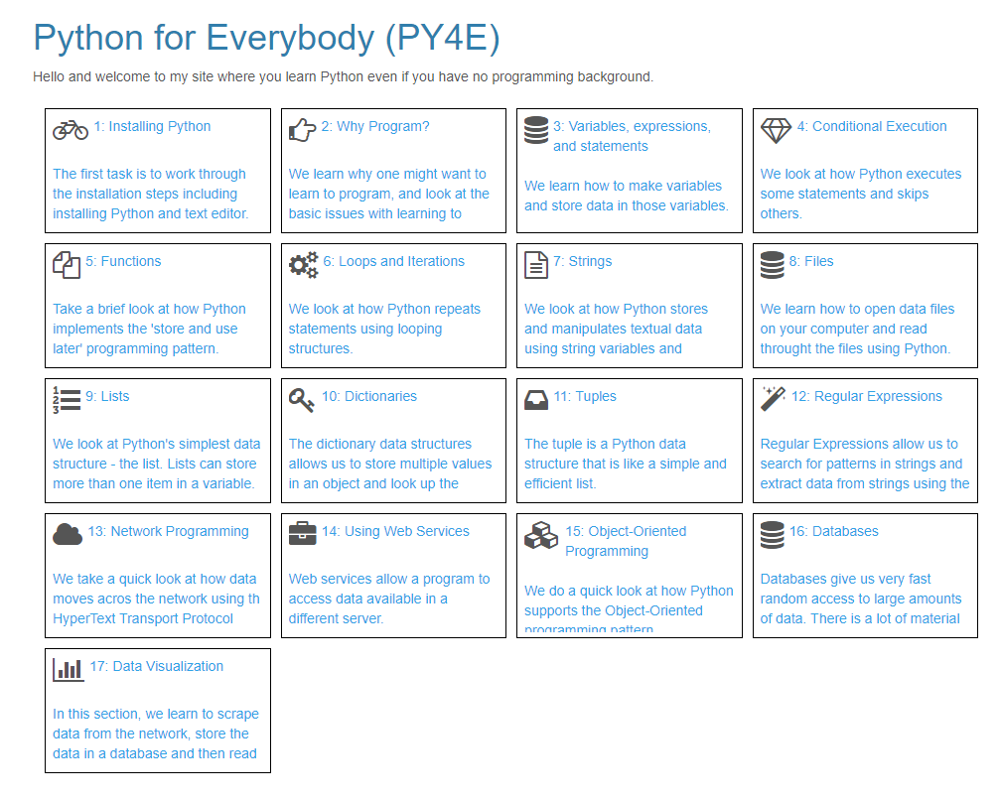 Python for Everybody (PY4E)
Hello and welcome to my site where you learn Python even if you have no programming background.
1: Installing Python
The first task is to work through
the installation steps including
installing Python and text editor.
2: Why Program?
We learn why one might want to
learn to program, and look at the
basic issues with learning to
3: Variables, expressions,
and statements
We learn how to make variables
and store data in those variables.
4: Conditional Execution
We look at how Python executes
some statements and skips
others.
5: Functions
Take a brief look at how Python
implements the 'store and use
later' programming pattern.
6: Loops and Iterations
We look at how Python repeats
statements using looping
structures.
7: Strings
We look at how Python stores
and manipulates textual data
using string variables and
8: Files
We learn how to open data files
on your computer and read
throught the files using Python.
1
2
3
9: Lists
We look at Python's simplest data
structure - the list. Lists can store
more than one item in a variable.
10: Dictionaries
The dictionary data structures
allows us to store multiple values
in an object and look up the
11: Tuples
The tuple is a Python data
structure that is like a simple and
efficient list.
12: Regular Expressions
Regular Expressions allow us to
search for patterns in strings and
extract data from strings using the
13: Network Programming
We take a quick look at how data
moves acros the network using th
HyperText Transport Protocol
14: Using Web Services
Web services allow a program to
access data available in a
different server.
15: Object-Oriented
Programming
We do a quick look at how Python
supports the Object-Oriented
programming pattern
16: Databases
Databases give us very fast
random access to large amounts
of data. There is a lot of material
17: Data Visualization
In this section, we learn to scrape
data from the network, store the
data in a database and then read